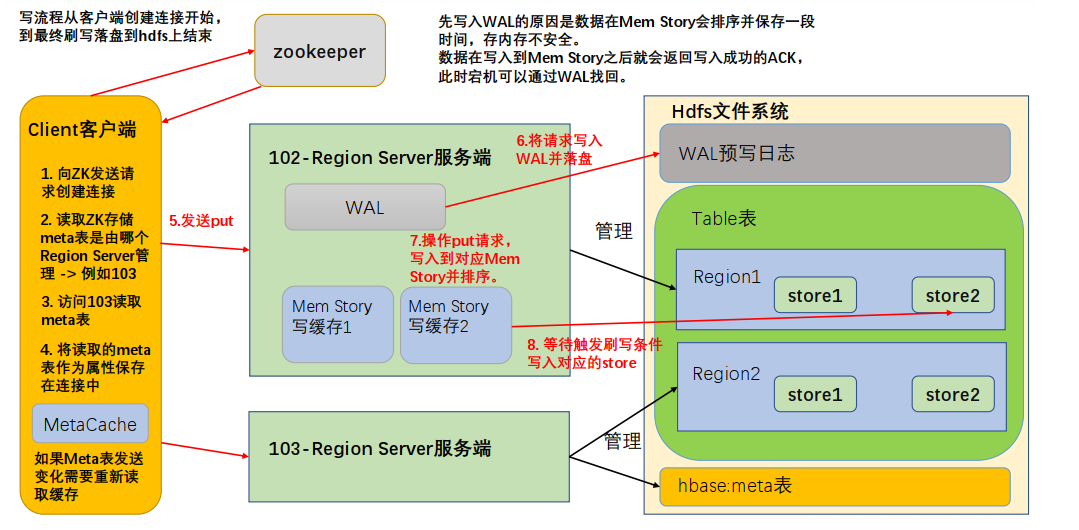 写流程从客户端创建连接开始，
到最终刷写落盘到hdfs上结束
zookeeper
先写入WAL的原因是数据在Mem Story会排序并保存一段
时间，存内存不安全。
数据在写入到Mem Story之后就会返回写入成功的ACK，
此时宕机可以通过WAL找回。
Client客户端
1. 向ZK发送请
求创建连接
2. 读取ZK存储
meta表是由哪个
Region Server管
理 -> 例如103
3. 访问103读取
meta表
4. 将读取的meta
表作为属性保存
在连接中
MetaCache
如果Meta表发送
变化需要重新读
取缓存
5.发送put
102-Region Server服务端
WAL
6.将请求写入
WAL并落盘
7.操作put请求，
写入到对应Mem
Story并排序。
Mem Story
写缓存1
Mem Story
写缓存2
8. 等待触发刷写条件
写入对应的store
103-Region Server服务端
管理
管理
Hdfs文件系统
WAL预写日志
Table表
Region1
store1
store2
Region2
store1
store2
hbase:meta表